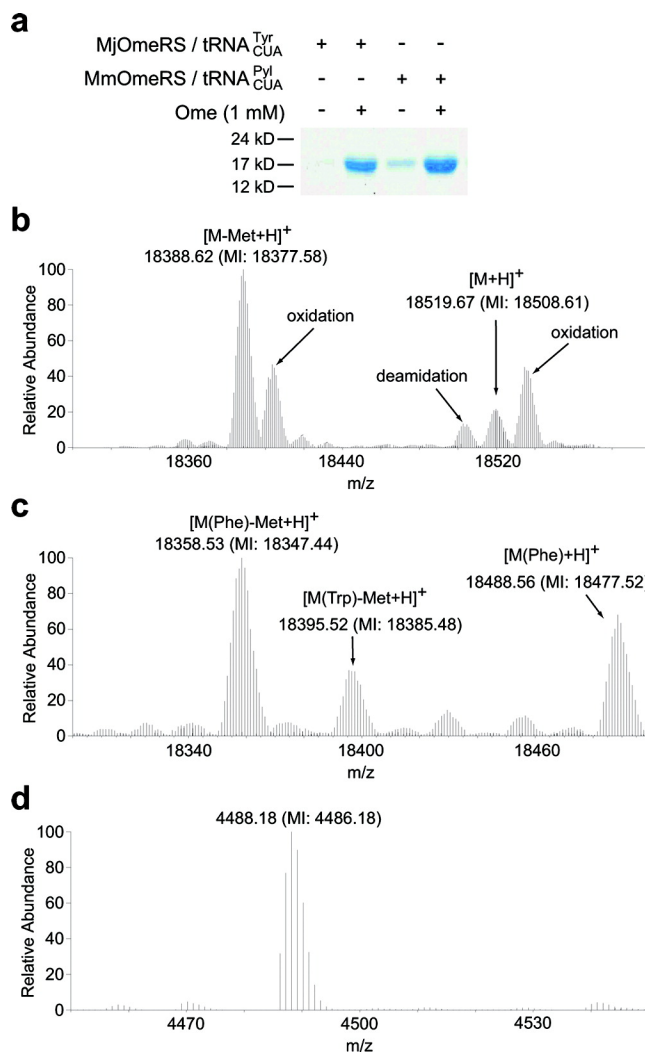 a
MjOmeRS / tRNA Tyr CUA + + - -
MmOmeRS / tRNA Pyl CUA - - + +
Ome (1 mM) - + - +
24 kD
17 kD
12 kD
b
[M-Met+H]+
18388.62 (MI: 18377.58)
[M+H]+
18519.67 (MI: 18508.61)
oxidation
oxidation
deamidation
Relative Abundance
100
80
60
40
20
0
18360 18440 18520
m/z
c
[M(Phe)-Met+H]+
18358.53 (MI: 18347.44)
[M(Phe)+H]+
18488.56 (MI: 18477.52
[M(Trp)-Met+H]+
18395.52 (MI: 18385.48)
Relative Abundance
100
80
60
40
20
0
18340 18400 18460
m/z
d
4488.18 (MI: 4486.18)
Relative Abundance
100
80
60
40
20
0
4470 4500 4530
m/z